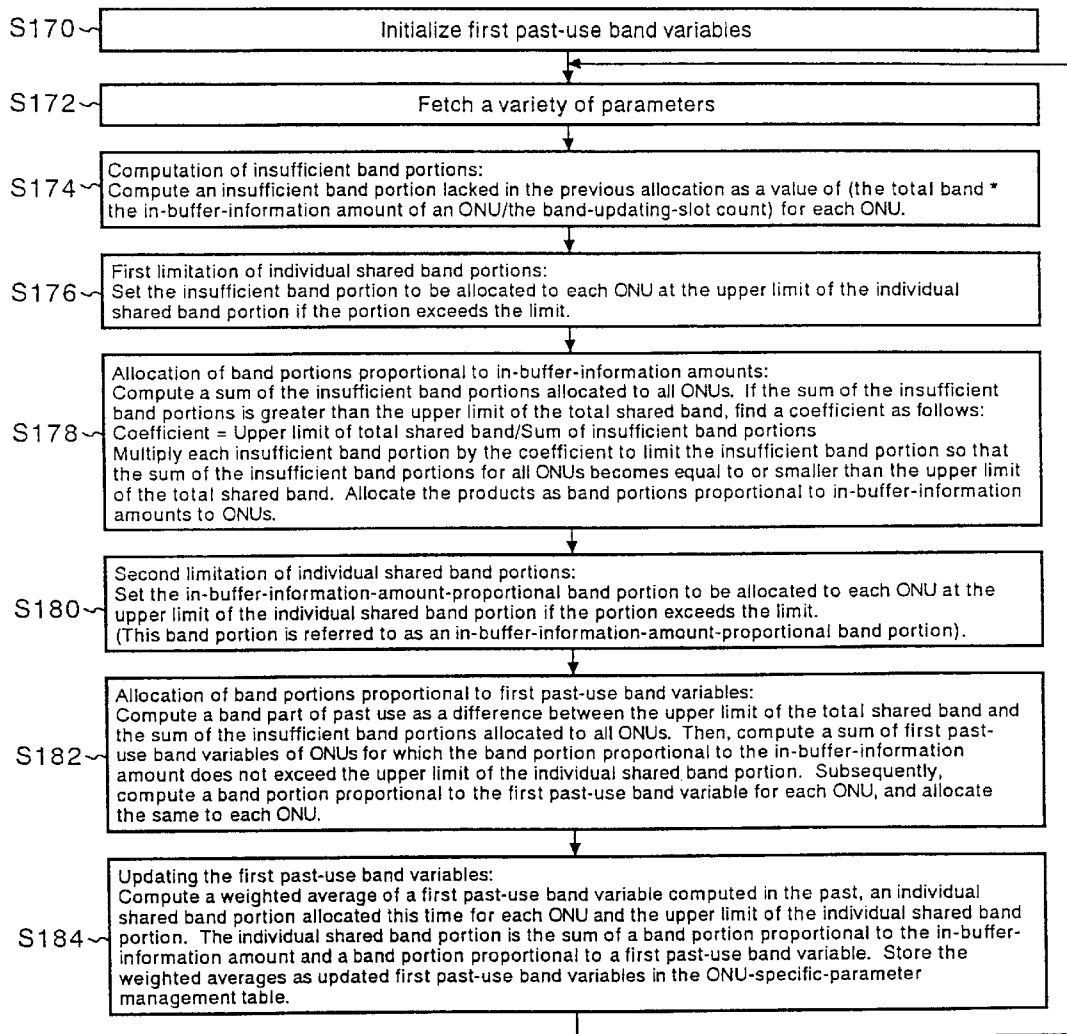 S170
Initialize first past-use band variables
S172
Fetch a variety of parameters
S174
Computation of insufficient band portions:
Compute an insufficient band portion lacked in the previous allocation as a value of (the total band *
the in-buffer-information amount of an ONU/the band-updating-slot count) for each ONU.
S176
First limitation of individual shared band portions:
Set the insufficient band portion to be allocated to each ONU at the upper limit of the individual
shared band portion if the portion exceeds the limit.
S178
Allocation of band portions proportional to in-buffer-information amounts:
Compute a sum of the insufficient band portions allocated to all ONUs. If the sum of the insufficient
band portions is greater than the upper limit of the total shared band, find a coefficient as follows:
Coefficient = Upper limit of total shared band/Sum of insufficient band portions
Multiply each insufficient band portion by the coefficient to limit the insufficient band portion so that
the sum of the insufficient band portions for all ONUs becomes equal to or smaller than the upper limit
of the total shared band. Allocate the products as band portions proportional to in-buffer-information
amounts to ONUs.
S180
Second limitation of individual shared band portions:
Set the in-buffer-information-amount-proportional band portion to be allocated to each ONU at the
upper limit of the individual shared band portion if the portion exceeds the limit.
(This band portion is referred to as an in-buffer-information-amount-proportional band portion).
S182
Allocation of band portions proportional to first past-use band variables:
Compute a band part of past use as a difference between the upper limit of the total shared band and
the sum of the insufficient band portions allocated to all ONUs. Then, compute a sum of first past-
use band variables of ONUs for which the band portion proportional to the in-buffer-information
amount does not exceed the upper limit of the individual shared band portion. Subsequently,
compute a band portion proportional to the first past-use band variable for each ONU, and allocate
the same to each ONU.
S184
Updating the first past-use band variables:
Compute a weighted average of a first past-use band variable computed in the past, an individual
shared band portion allocated this time for each ONU and the upper limit of the individual shared band
portion. The individual shared band portion is the sum of a band portion proportional to the in-buffer-
information amount and a band portion proportional to a first past-use band variable. Store the
weighted averages as updated first past-use band variables in the ONU-specific-parameter
management table.